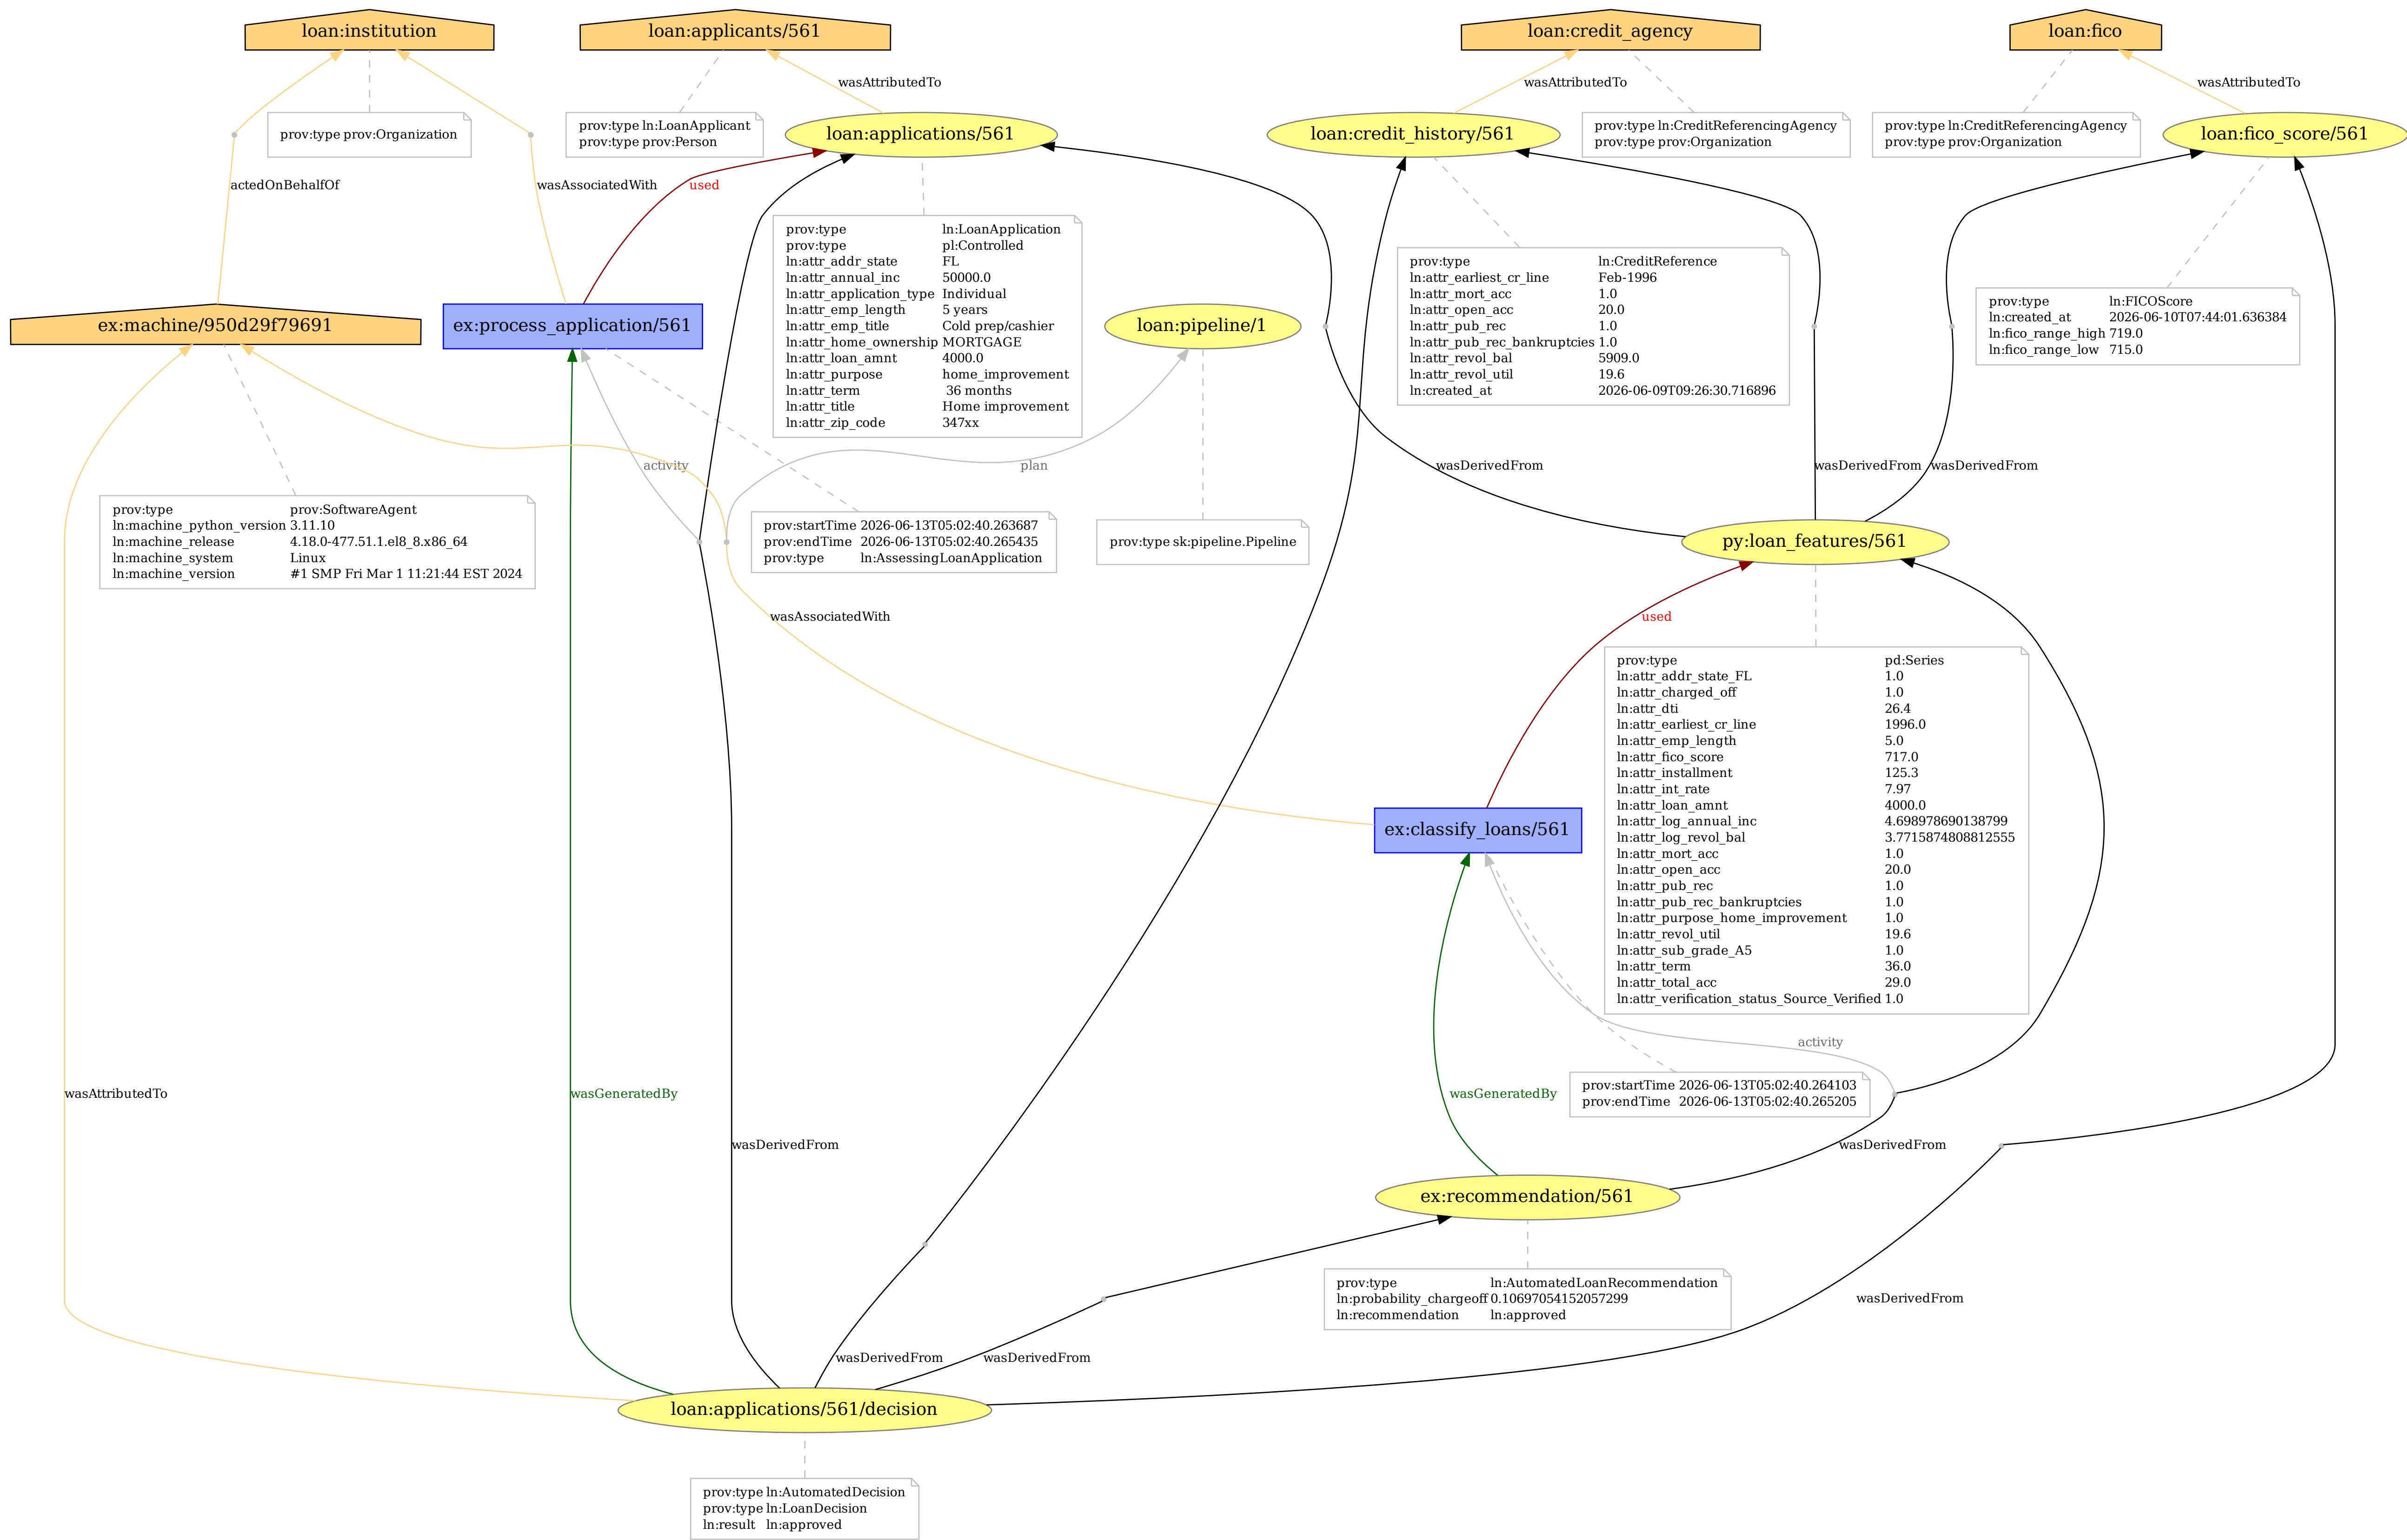 loan:institution
loan:applicants/561
loan:credit_agency
loan:fico
wasAttributedTo
wasAttributedTo
wasAttributedTo
prov:type prov:Organization
prov:type ln:LoanApplicant
prov:type prov:Person
loan:applications/561
loan:credit_history/561
prov:type ln:CreditReferencingAgency
prov:type prov:Organization
prov:type ln:CreditReferencingAgency
prov:type prov:Organization
loan:fico_score/561
actedOnBehalfOf
wasAssociatedWith
used
prov:type ln:LoanApplication
prov:type pl:Controlled
ln:attr_addr_state FL
ln:attr_annual_inc 50000.0
ln:attr_application_type Individual
ln:attr_emp_length 5 years
ln:attr_emp_title Cold prep/cashier
ln:attr_home_ownership MORTGAGE
ln:attr_loan_amnt 4000.0
ln:attr_purpose home_improvement
ln:attr_term 36 months
ln:attr_title Home improvement
ln:attr_zip_code 347xx
prov:type ln:CreditReference
ln:attr_earliest_cr_line Feb-1996
ln:attr_mort_acc 1.0
ln:attr_open_acc 20.0
ln:attr_pub_rec 1.0
ln:attr_pub_rec_bankruptcies 1.0
ln:attr_revol_bal 5909.0
ln:attr_revol_util 19.6
ln:created_at 2026-06-09T09:26:30.716896
prov:type ln:FICOScore
ln:created_at 2026-06-10T07:44:01.636384
ln:fico_range_high 719.0
ln:fico_range_low 715.0
ex:machine/950d29f79691
ex:process_application/561
loan:pipeline/1
activity
plan
wasDerivedFrom
wasDerivedFrom
wasDerivedFrom
prov:type prov:SoftwareAgent
ln:machine_python_version 3.11.10
ln:machine_release 4.18.0-477.51.1.el8_8.x86_64
ln:machine_system Linux
ln:machine_version #1 SMP Fri Mar 1 11:21:44 EST 2024
prov:startTime 2026-06-13T05:02:40.263687
prov:endTime 2026-06-13T05:02:40.265435
prov:type ln:AssessingLoanApplication
prov:type sk:pipeline.Pipeline
py:loan_features/561
wasAssociatedWith
used
prov:type pd:Series
ln:attr_addr_state_FL 1.0
ln:attr_charged_off 1.0
ln:attr_dti 26.4
ln:attr_earliest_cr_line 1996.0
ln:attr_emp_length 5.0
ln:attr_fico_score 717.0
ln:attr_installment 125.3
ln:attr_int_rate 7.97
ln:attr_loan_amnt 4000.0
ln:attr_log_annual_inc 4.698978690138799
ln:attr_log_revol_bal 3.7715874808812555
ln:attr_mort_acc 1.0
ln:attr_open_acc 20.0
ln:attr_pub_rec 1.0
ln:attr_pub_rec_bankruptcies 1.0
ln:attr_purpose_home_improvement 1.0
ln:attr_revol_util 19.6
ln:attr_sub_grade_A5 1.0
ln:attr_term 36.0
ln:attr_total_acc 29.0
ln:attr_verification_status_Source_Verified 1.0
ex:classify_loans/561
activity
prov:startTime 2026-06-13T05:02:40.264103
prov:endTime 2026-06-13T05:02:40.265205
wasAttributedTo
wasGeneratedBy
wasGeneratedBy
wasDerivedFrom
wasDerivedFrom
ex:recommendation/561
prov:type ln:AutomatedLoanRecommendation
ln:probability_chargeoff 0.10697054152057299
ln:recommendation ln:approved
wasDerivedFrom
wasDerivedFrom
wasDerivedFrom
loan:applications/561/decision
prov:type ln:AutomatedDecision
prov:type ln:LoanDecision
ln:result ln:approved